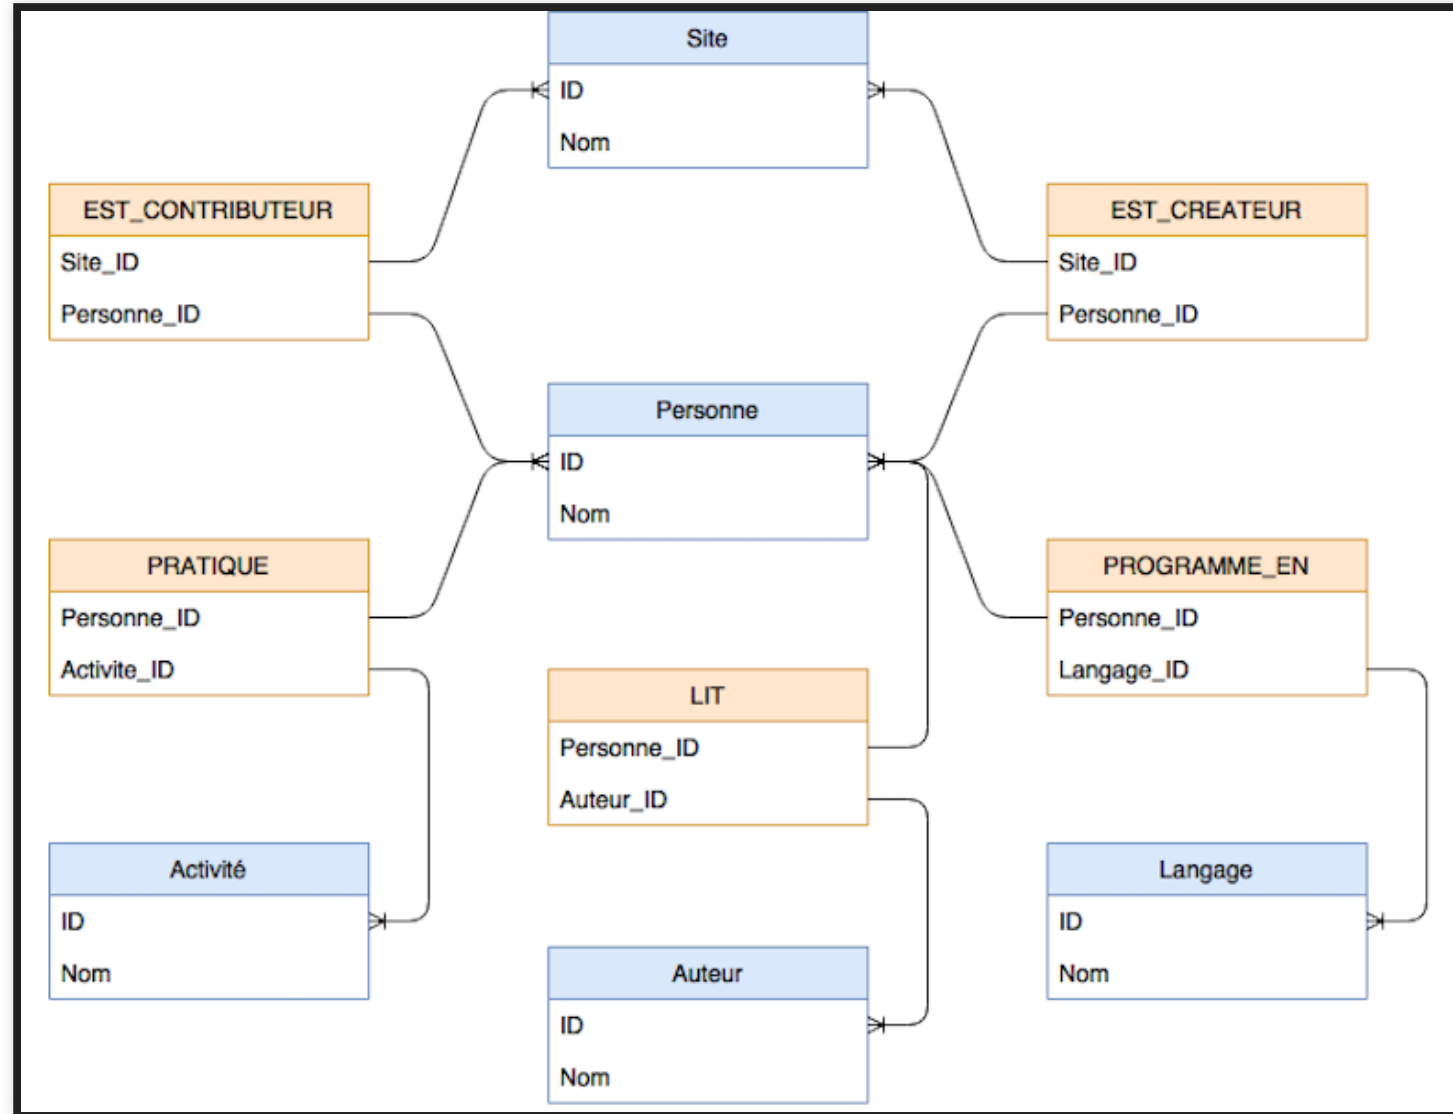 Site
ID
Nom
EST_CONTRIBUTEUR
Site_ID
Personne_ID
EST_CREATEUR
Site_ID
Personne_ID
Personne
ID
Nom
PRATIQUE
Personne_ID
Activite_ID
PROGRAMME_EN
Personne_ID
Langage_ID
LIT
Personne_ID
Auteur_ID
Activité
ID
Nom
Langage
ID
Nom
Auteur
ID
Nom